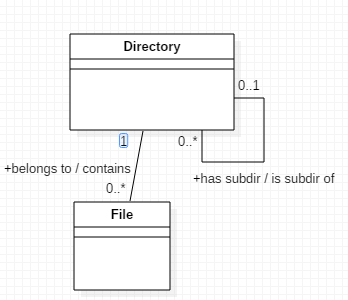 Directory
0..1
1
0..*
+belongs to / contains
+has subdir / is subdir of
0..*
File